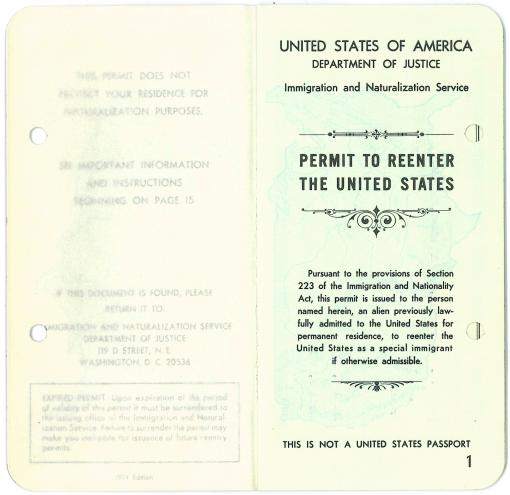 THIS PERMIT DOES NOT
PROTECT YOUR RESIDENCE FOR
NATURALIZATION PURPOSES.
SEE IMPORTANT INFORMATION
AND INSTRUCTIONS
BEGINNING ON PAGE 15
IF THIS DOCUMENT IS FOUND, PLEASE
RETURN IT TO:
IMMIGRATION AND NATURALIZATION SERVICE
DEPARTMENT OF JUSTICE
119 D STREET, N. E.
WASHINGTON, D. C. 20536
EXPIRED PERMIT. Upon expiration of the period
of validity of this permit it must be surrendered to
the issuing office of the Immigration and Natural-
ization Service. Failure to surrender the permit may
make you ineligible for issuance of future reentry
permits.
1974 Edition
UNITED STATES OF AMERICA
DEPARTMENT OF JUSTICE
Immigration and Naturalization Service
PERMIT TO REENTER
THE UNITED STATES
Pursuant to the provisions of Section
223 of the Immigration and Nationality
Act, this permit is issued to the person
named herein, an alien previously law-
fully admitted to the United States for
permanent residence, to reenter the
United States as a special immigrant
if otherwise admissible.
THIS IS NOT A UNITED STATES PASSPORT
1